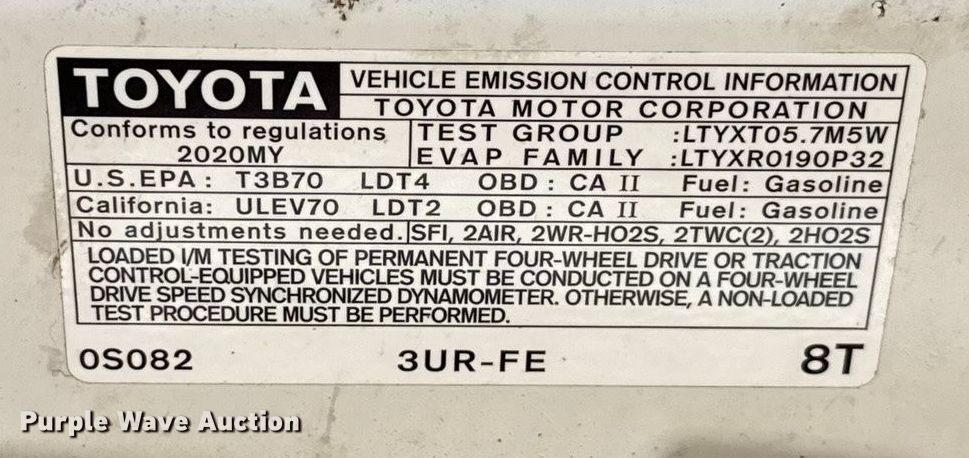 TOYOTA VEHICLE EMISSION CONTROL INFORMATION
TOYOTA MOTOR CORPORATION
Conforms to regulations TEST GROUP :LTYXT05.7M5W
2020MY EVAP FAMILY :LTYXR0190P32
U.S.EPA: T3B70 LDT4 OBD: CA II Fuel: Gasoline
California: ULEV70 LDT2 OBD: CA II Fuel: Gasoline
No adjustments needed. SFI, 2AIR, 2WR-HO2S, 2TWC(2), 2HO2S
LOADED I/M TESTING OF PERMANENT FOUR-WHEEL DRIVE OR TRACTION
CONTROL-EQUIPPED VEHICLES MUST BE CONDUCTED ON A FOUR-WHEEL
DRIVE SPEED SYNCHRONIZED DYNAMOMETER. OTHERWISE, A NON-LOADED
TEST PROCEDURE MUST BE PERFORMED.
0S082 3UR-FE 8T
Purple Wave Auction